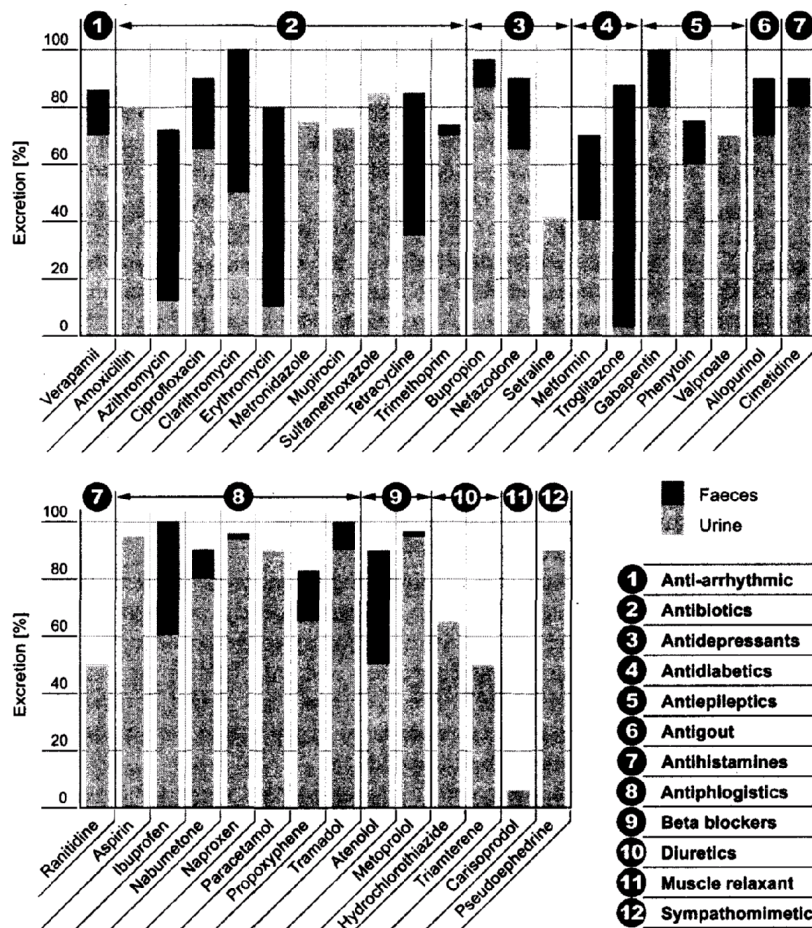 1 2 3 4 5 6 7
Excretion [%]
100
80
60
40
20
0
Verapamil
Amoxicillin
Azithromycin
Ciprofloxacin
Clarithromycin
Erythromycin
Metronidazole
Mupirocin
Sulfamethoxazole
Tetracycline
Trimethoprim
Bupropion
Nefazodone
Setraline
Metformin
Troglitazone
Gabapentin
Phenytoin
Valproate
Allopurinol
Cimetidine
7 8 9 10 11 12
Excretion [%]
100
80
60
40
20
0
Ranitidine
Aspirin
Ibuprofen
Nabumetone
Naproxen
Paracetamol
Propoxyphene
Tramadol
Atenolol
Metoprolol
Hydrochlorothiazide
Triamterene
Carisoprodol
Pseudoephedrine
Faeces
Urine
1 Anti-arrhythmic
2 Antibiotics
3 Antidepressants
4 Antidiabetics
5 Antiepileptics
6 Antigout
7 Antihistamines
8 Antiphlogistics
9 Beta blockers
10 Diuretics
11 Muscle relaxant
12 Sympathomimetic